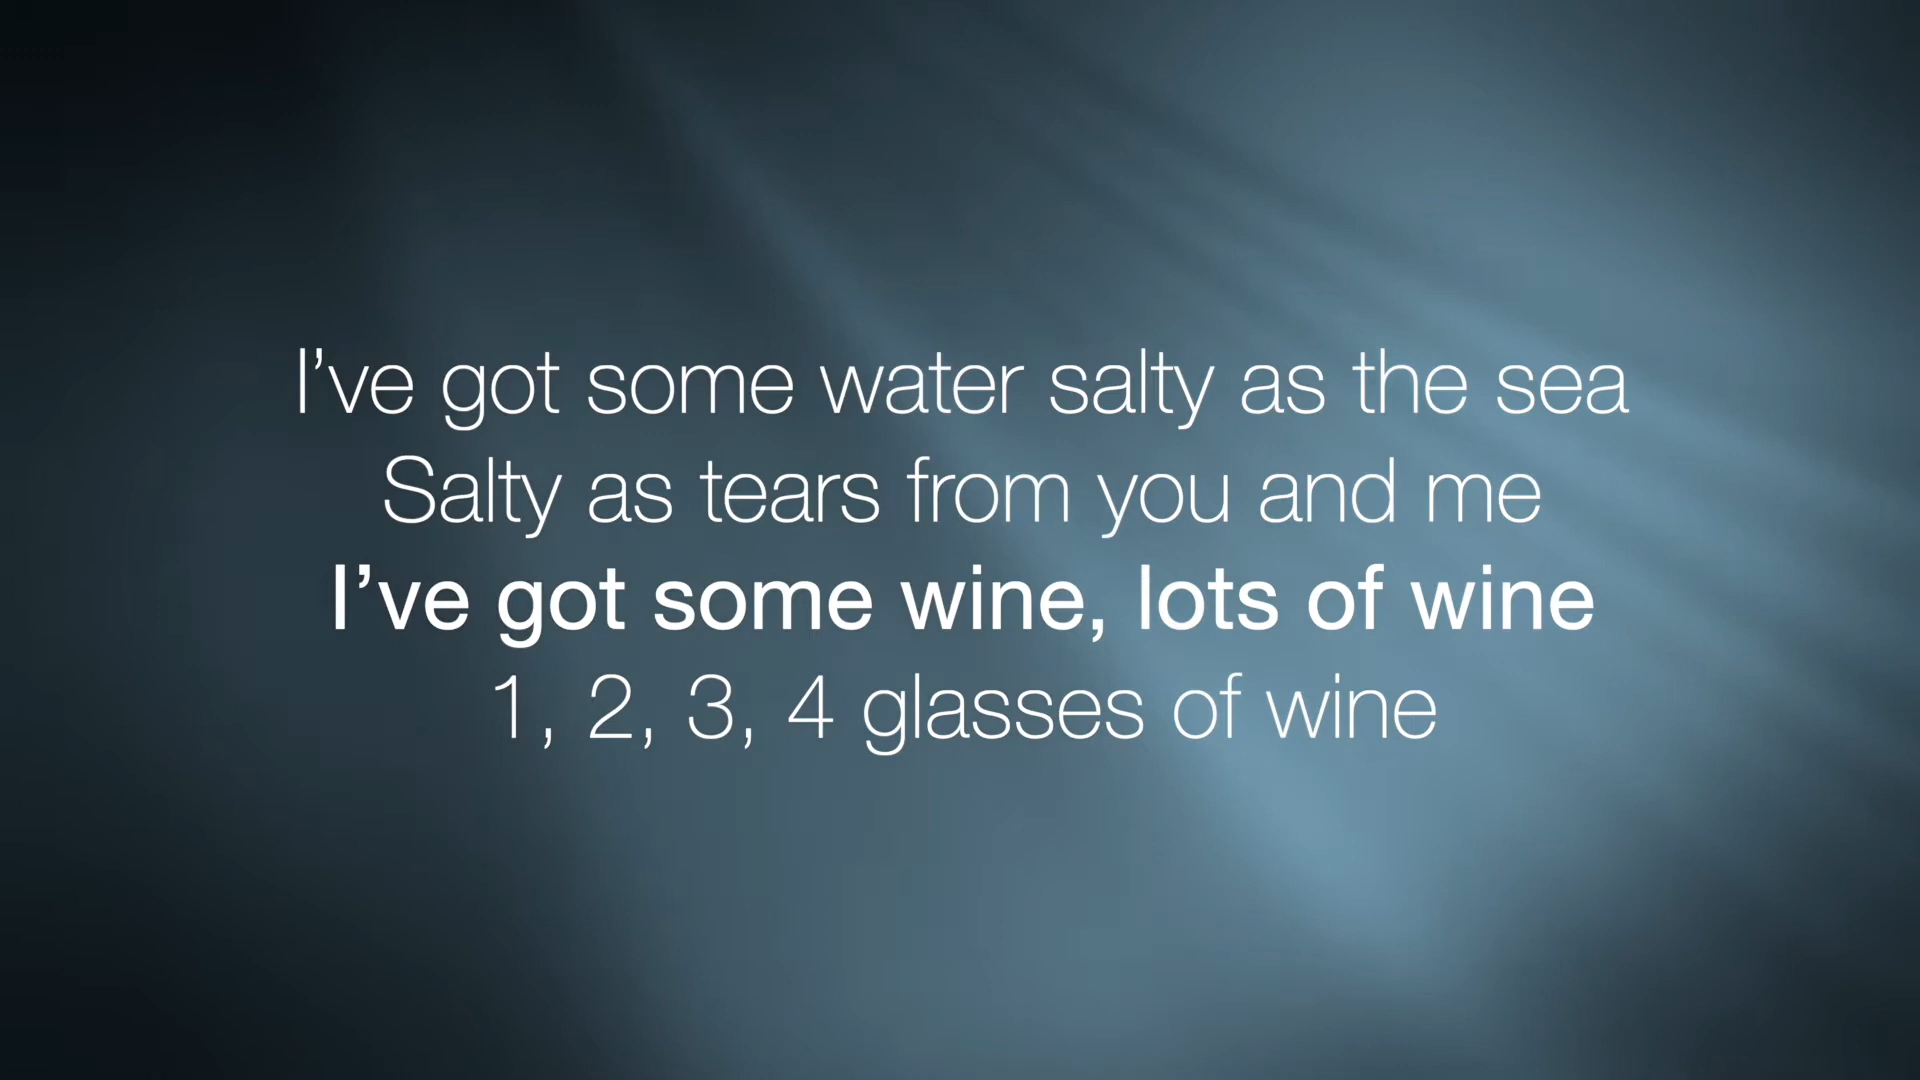 I’ve got some water salty as the sea
Salty as tears from you and me
I’ve got some wine, lots of wine
1, 2, 3, 4 glasses of wine